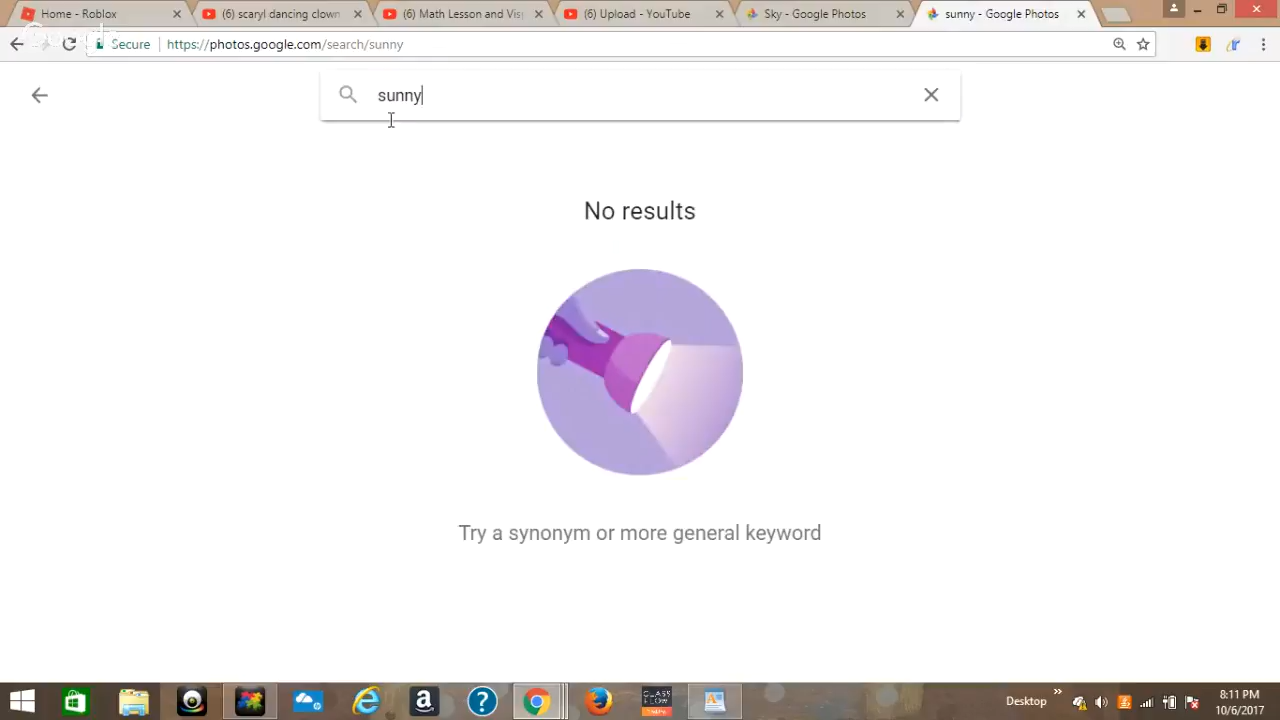 Home - Roblox
(6) scaryl dancing clown
(6) Math Lesson and Vis
(6) Upload - YouTube
Sky - Google Photos
sunny - Google Photos
Secure
https://photos.google.com/search/sunny
sunny
No results
Try a synonym or more general keyword
a
?
CLASS
FLOW
Desktop
8:11 PM
10/6/2017